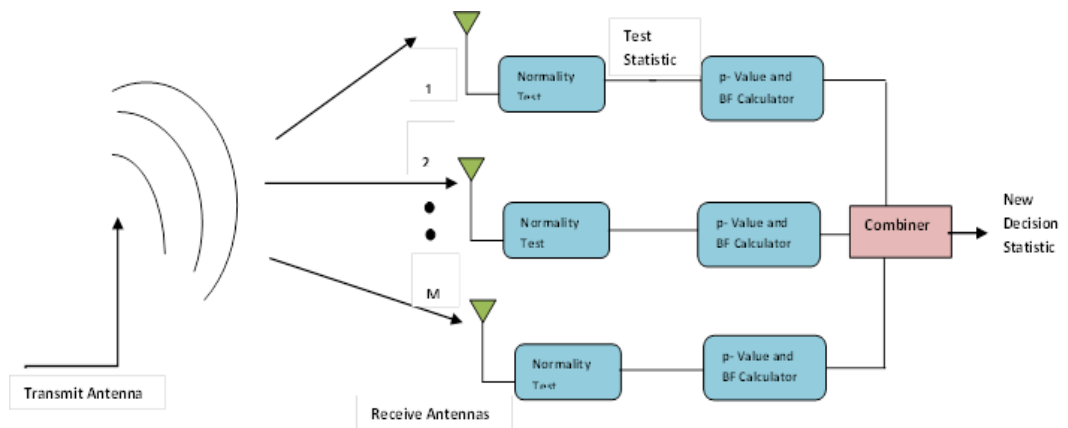 Test
Statistic
Normality
Test
p- Value and
BF Calculator
1
2
Normality
Test
p- Value and
BF Calculator
Combiner
New
Decision
Statistic
M
Normality
Test
p- Value and
BF Calculator
Transmit Antenna
Receive Antennas